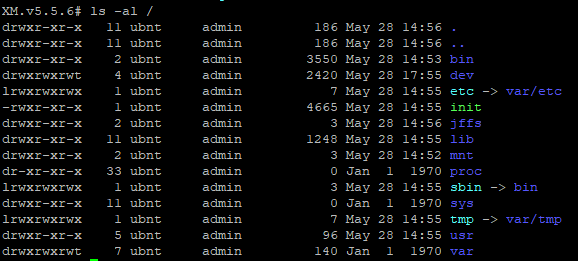 XM.v5.5.6# ls -al /
drwxr-xr-x 11 ubnt admin 186 May 28 14:56 .
drwxr-xr-x 11 ubnt admin 186 May 28 14:56 ..
drwxr-xr-x 2 ubnt admin 3550 May 28 14:53 bin
drwxrwxrwt 4 ubnt admin 2420 May 28 17:55 dev
lrwxrwxrwx 1 ubnt admin 7 May 28 14:55 etc -> var/etc
-rwxr-xr-x 1 ubnt admin 4665 May 28 14:55 init
drwxr-xr-x 2 ubnt admin 3 May 28 14:56 jffs
drwxr-xr-x 11 ubnt admin 1248 May 28 14:55 lib
drwxr-xr-x 2 ubnt admin 3 May 28 14:52 mnt
dr-xr-xr-x 33 ubnt admin 0 Jan 1 1970 proc
lrwxrwxrwx 1 ubnt admin 3 May 28 14:55 sbin -> bin
drwxr-xr-x 11 ubnt admin 0 Jan 1 1970 sys
lrwxrwxrwx 1 ubnt admin 7 May 28 14:55 tmp -> var/tmp
drwxr-xr-x 5 ubnt admin 96 May 28 14:55 usr
drwxrwxrwt 7 ubnt admin 140 Jan 1 1970 var